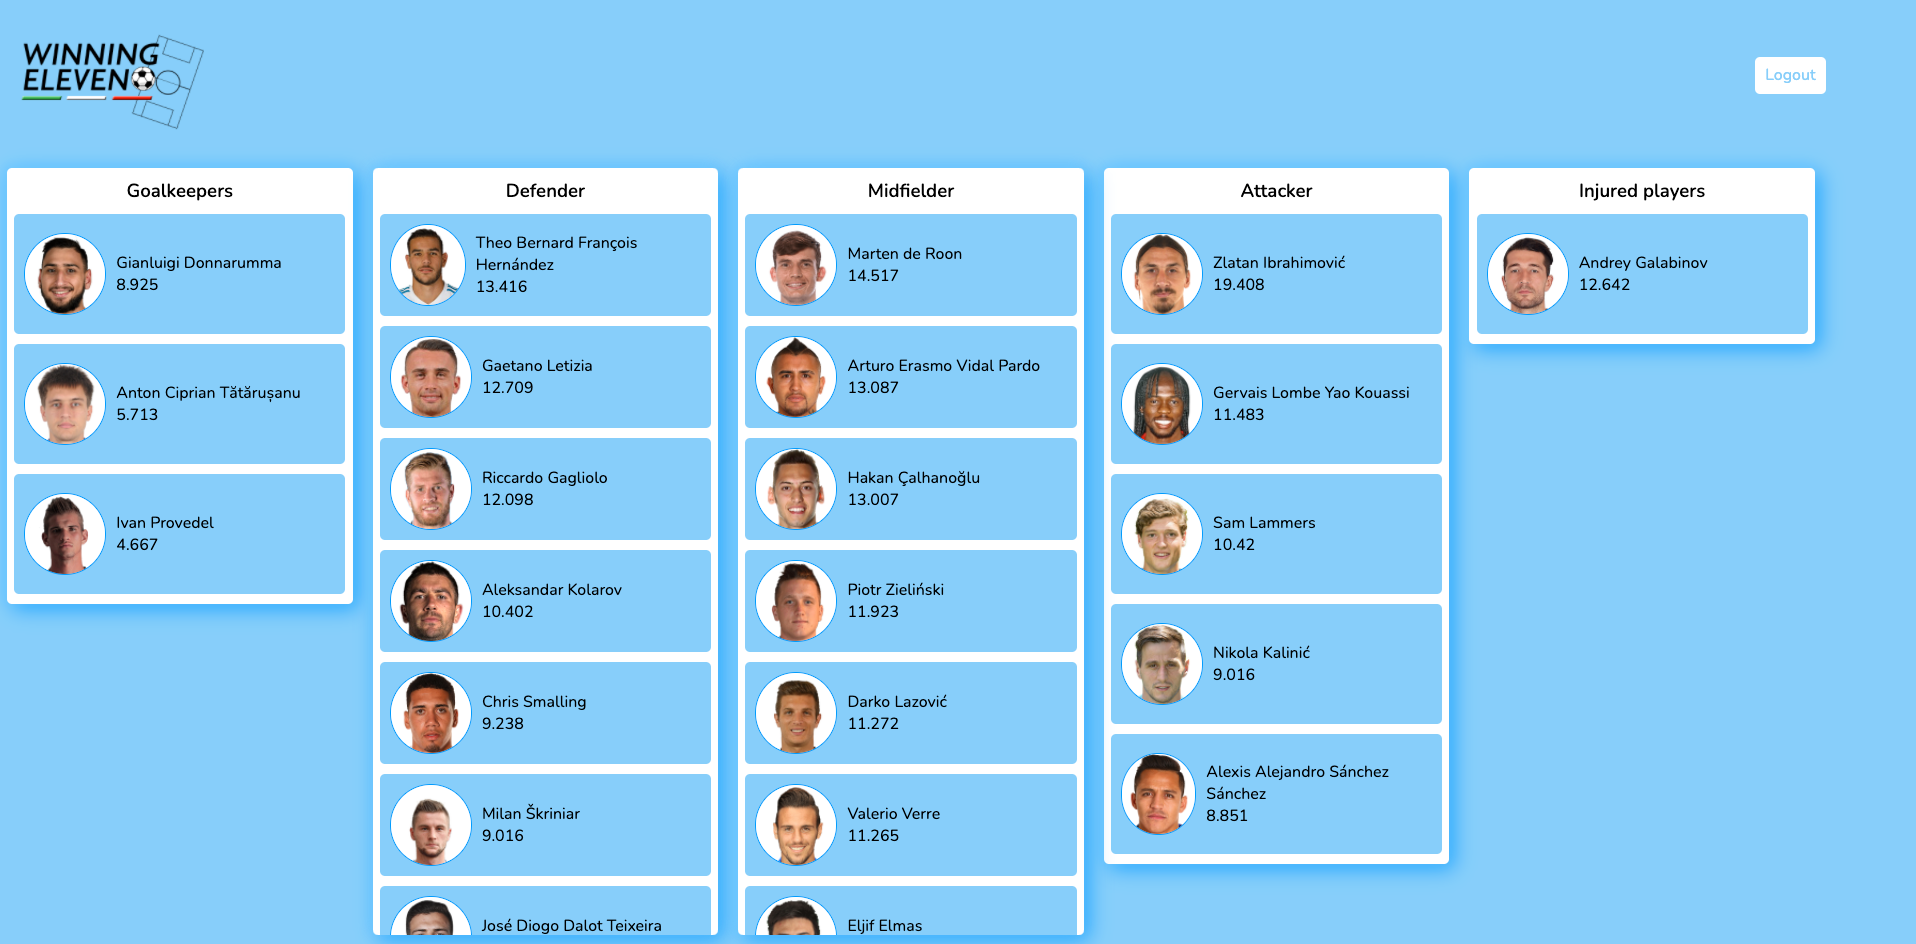 WINNING
ELEVEN
Logout
Goalkeepers
Gianluigi Donnarumma
8.925
Anton Ciprian Tătărușanu
5.713
Ivan Provedel
4.667
Defender
Theo Bernard François
Hernández
13.416
Gaetano Letizia
12.709
Riccardo Gagliolo
12.098
Aleksandar Kolarov
10.402
Chris Smalling
9.238
Milan Škriniar
9.016
José Diogo Dalot Teixeira
Midfielder
Marten de Roon
14.517
Arturo Erasmo Vidal Pardo
13.087
Hakan Çalhanoğlu
13.007
Piotr Zieliński
11.923
Darko Lazović
11.272
Valerio Verre
11.265
Eljif Elmas
Attacker
Zlatan Ibrahimović
19.408
Gervais Lombe Yao Kouassi
11.483
Sam Lammers
10.42
Nikola Kalinić
9.016
Alexis Alejandro Sánchez
Sánchez
8.851
Injured players
Andrey Galabinov
12.642